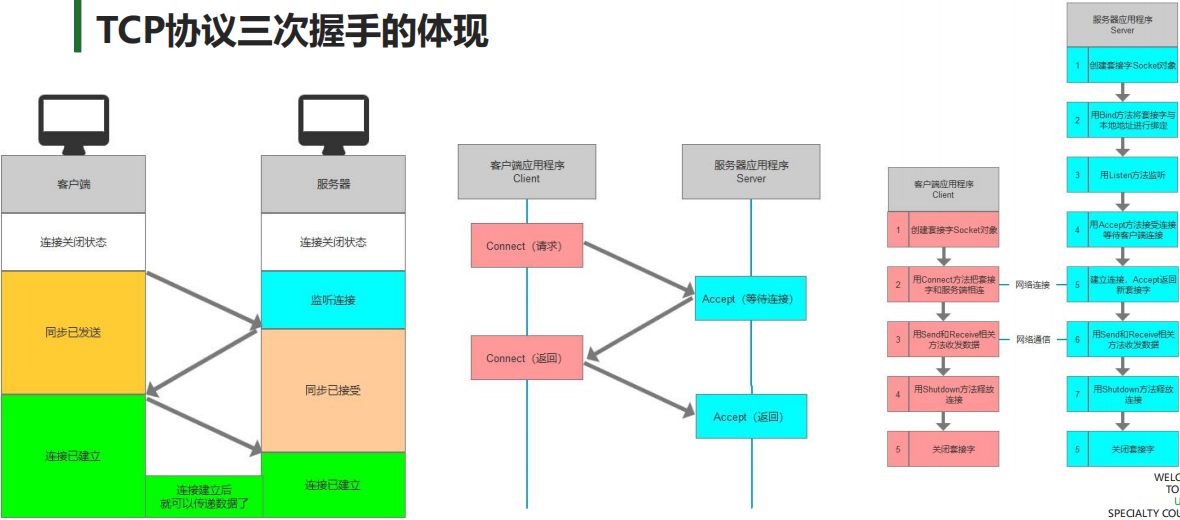 TCP协议三次握手的体现
客户端
连接关闭状态
同步已发送
连接已建立
连接建立后
就可以传递数据了
服务器
连接关闭状态
监听连接
同步已接受
连接已建立
客户端应用程序
Client
Connect（请求）
Connect（返回）
服务器应用程序
Server
Accept（等待连接）
Accept（返回）
客户端应用程序
Client
1 创建套接字Socket对象
2 用Connect方法把套接
字和服务端相连
3 用Send和Receive相关
方法收发数据
4 用Shutdown方法释放
连接
5 关闭套接字
网络连接
网络通信
服务器应用程序
Server
1 创建套接字Socket对象
2 用Bind方法将套接字与
本地地址进行绑定
3 用Listen方法监听
4 用Accept方法接受连接
等待客户端连接
5 建立连接，Accept返回
新套接字
6 用Send和Receive相关
方法收发数据
7 用Shutdown方法释放
连接
5 关闭套接字
WELC
TO
U
SPECIALTY COU